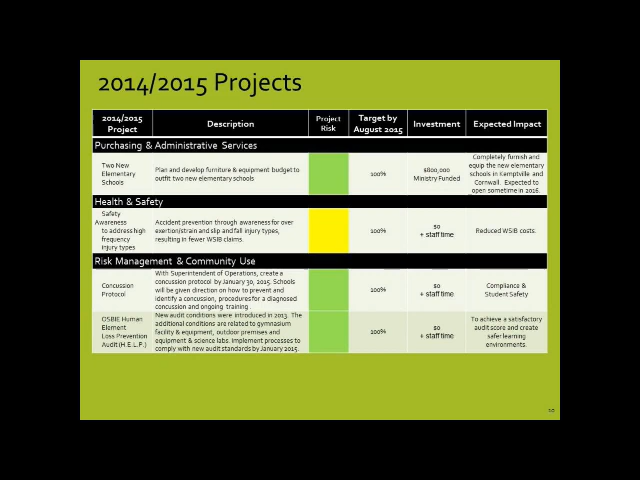 2014/2015 Projects
2014/2015
Project
Description
Project
Risk
Target by
August 2015
Investment
Expected Impact
Purchasing & Administrative Services
Two New
Elementary
Schools
Plan and develop furniture & equipment budget to
outfit two new elementary schools
100%
$800,000
Ministry Funded
Completely furnish and
equip the new elementary
schools in Kemptville and
Cornwall. Expected to
open sometime in 2016.
Health & Safety
Safety
Awareness
to address high
frequency
injury types
Accident prevention through awareness for over
exertion/strain and slip and fall injury types,
resulting in fewer WSIB claims.
100%
$0
+ staff time
Reduced WSIB costs.
Risk Management & Community Use
Concussion
Protocol
With Superintendent of Operations, create a
concussion protocol by January 30, 2015. Schools
will be given direction on how to prevent and
identify a concussion, procedures for a diagnosed
concussion and ongoing training
100%
$0
+ staff time
Compliance &
Student Safety
OSBIE Human
Element
Loss Prevention
Audit (H.E.L.P.)
New audit conditions were introduced in 2013. The
additional conditions are related to gymnasium
facility & equipment, outdoor premises and
equipment & science labs. Implement processes to
comply with new audit standards by January 2015.
100%
$0
+ staff time
To achieve a satisfactory
audit score and create
safer learning
environments.